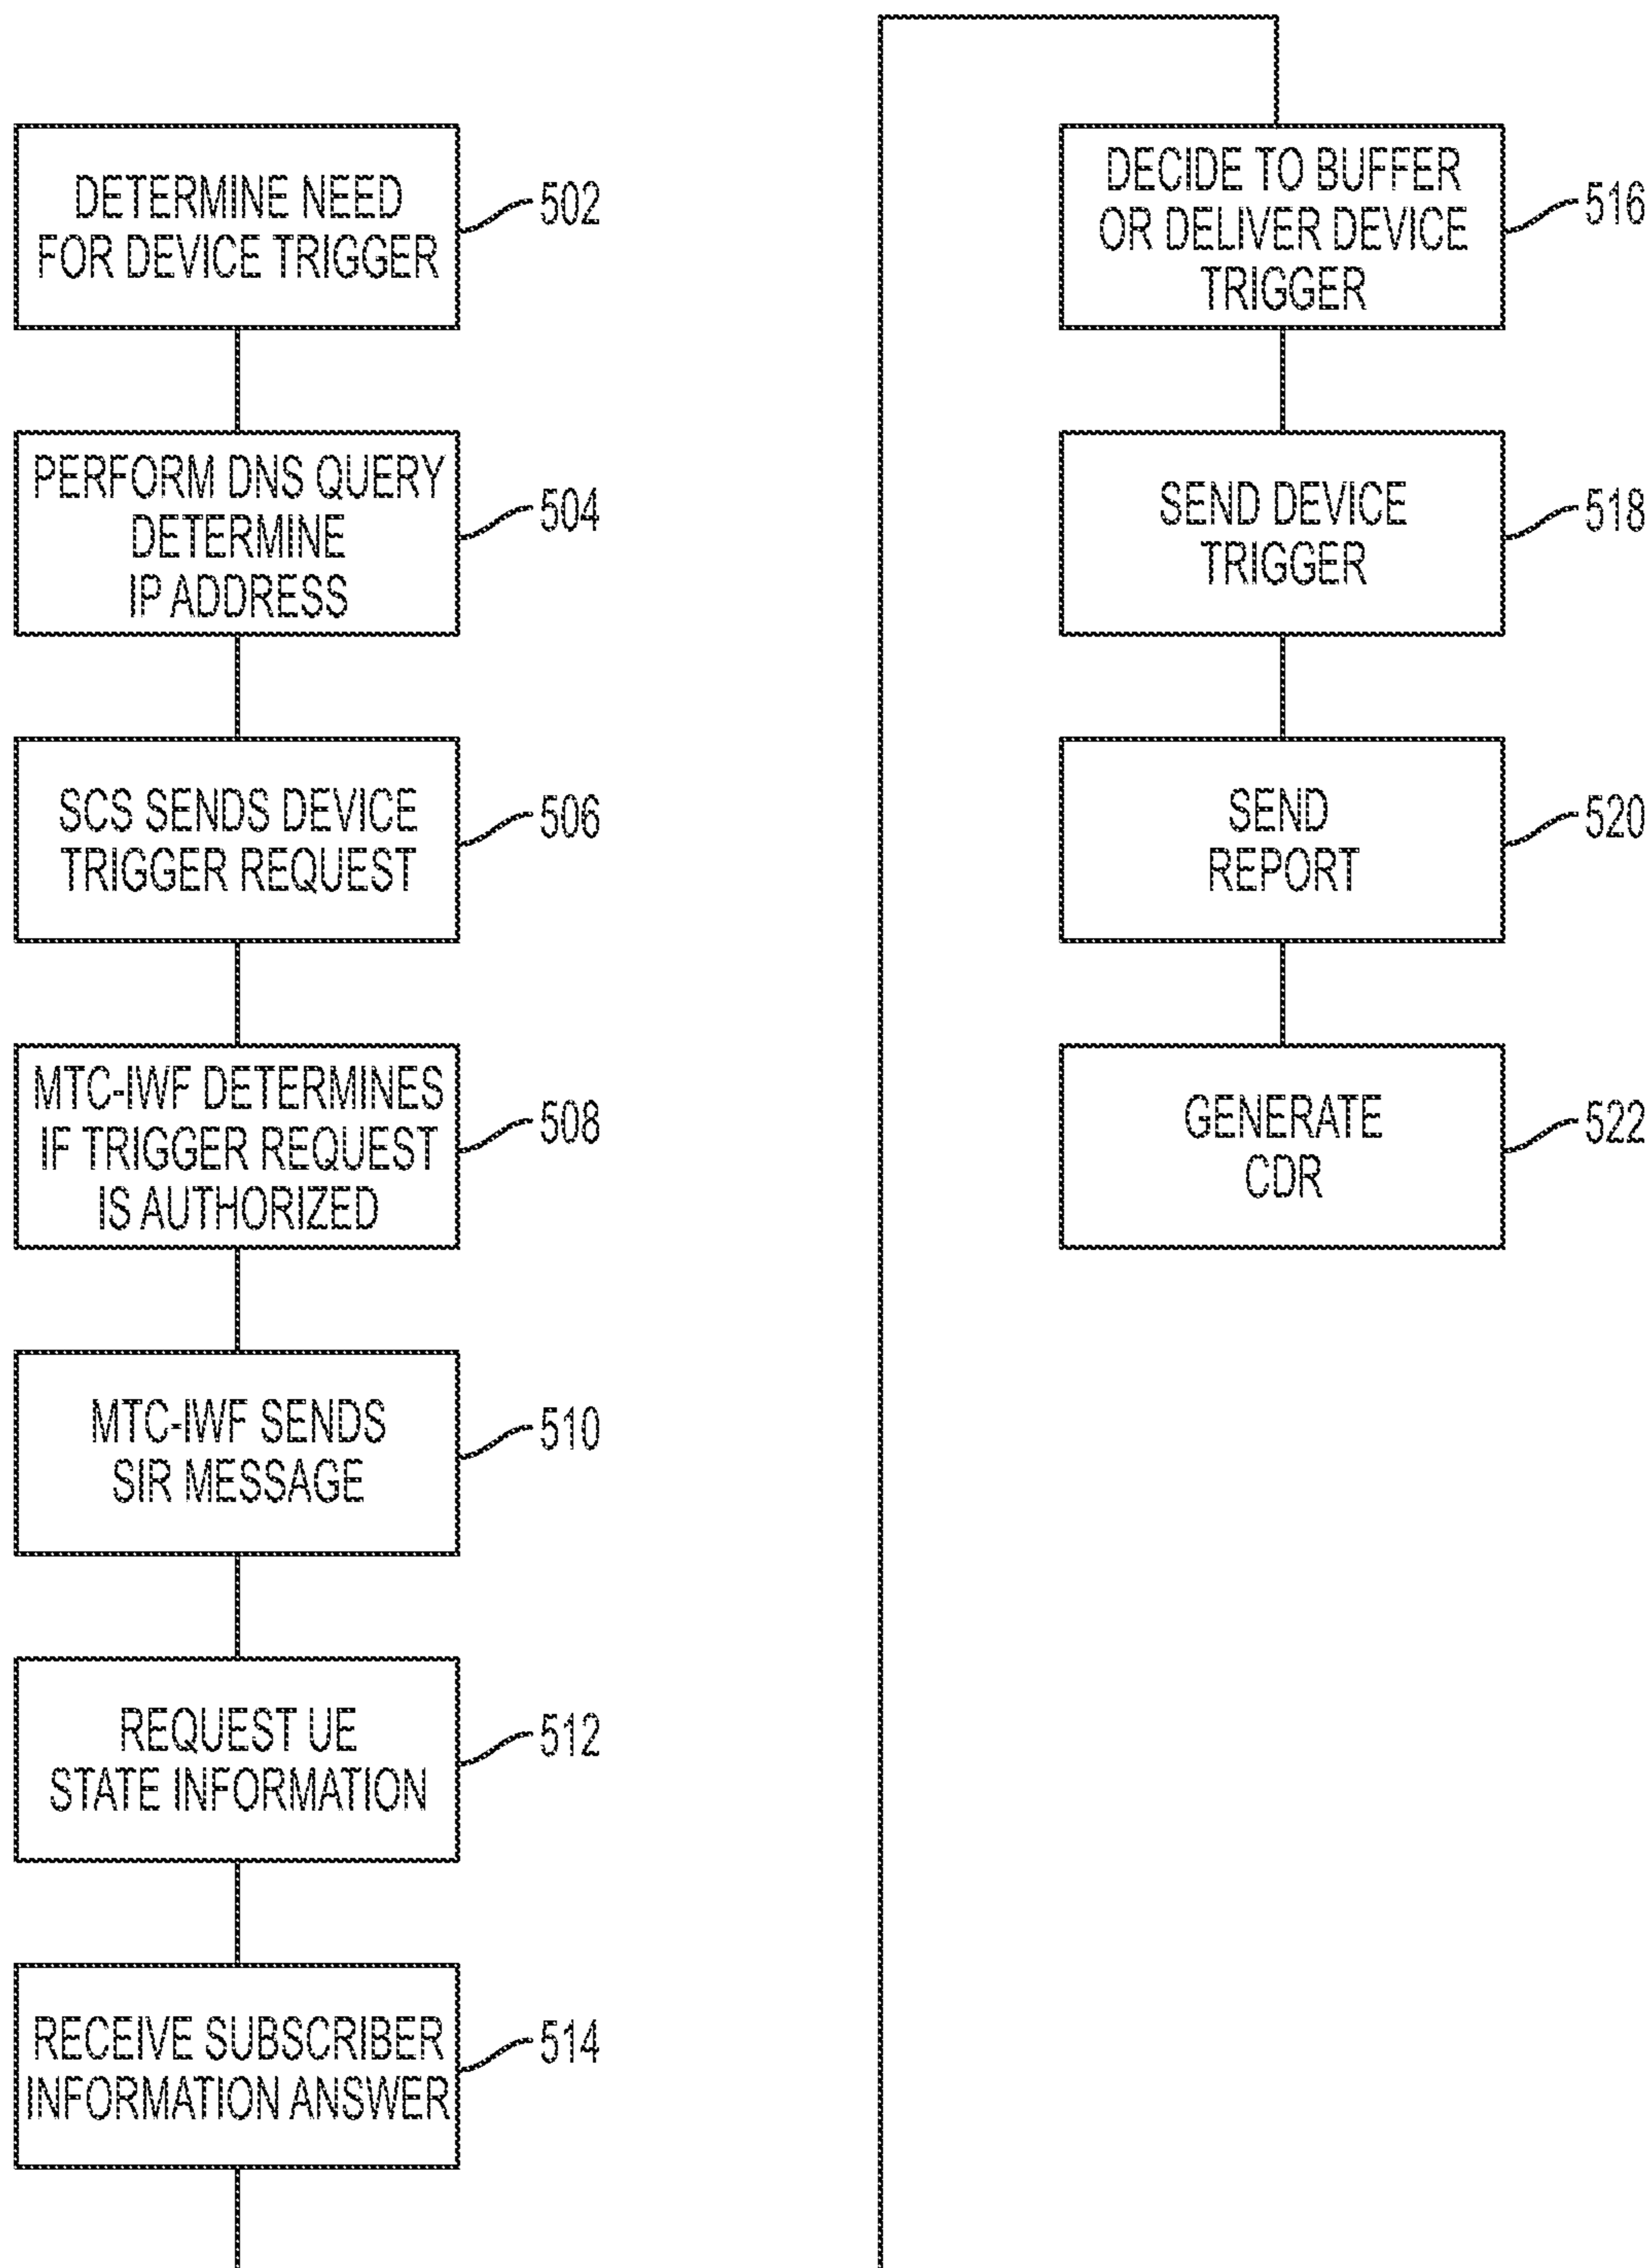 DETERMINE NEED
FOR DEVICE TRIGGER
502
PERFORM DNS QUERY
DETERMINE
IP ADDRESS
504
SCS SENDS DEVICE
TRIGGER REQUEST
506
MTC-IWF DETERMINES
IF TRIGGER REQUEST
IS AUTHORIZED
508
MTC-IWF SENDS
SIR MESSAGE
510
REQUEST UE
STATE INFORMATION
512
RECEIVE SUBSCRIBER
INFORMATION ANSWER
514
DECIDE TO BUFFER
OR DELIVER DEVICE
TRIGGER
516
SEND DEVICE
TRIGGER
518
SEND
REPORT
520
GENERATE
CDR
522